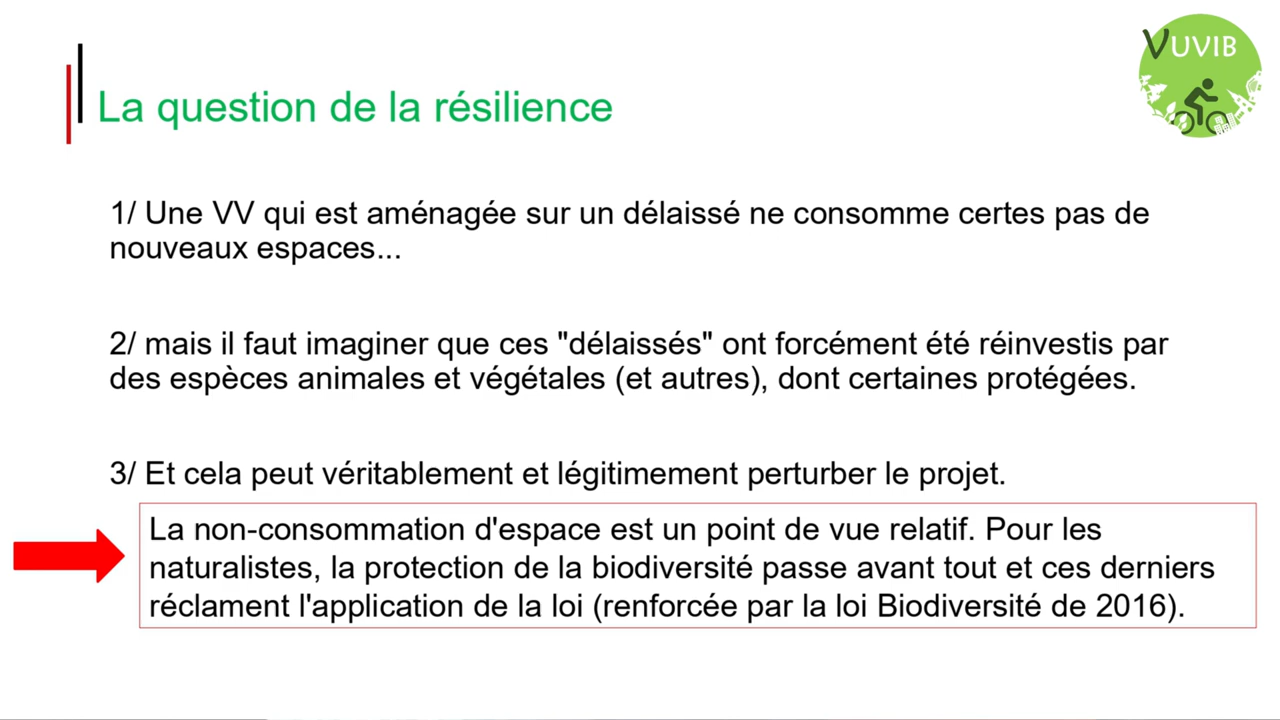 VUVIB
La question de la résilience
1/ Une VV qui est aménagée sur un délaissé ne consomme certes pas de
nouveaux espaces...
2/ mais il faut imaginer que ces "délaissés" ont forcément été réinvestis par
des espèces animales et végétales (et autres), dont certaines protégées.
3/ Et cela peut véritablement et légitimement perturber le projet.
La non-consommation d'espace est un point de vue relatif. Pour les
naturalistes, la protection de la biodiversité passe avant tout et ces derniers
réclament l'application de la loi (renforcée par la loi Biodiversité de 2016).